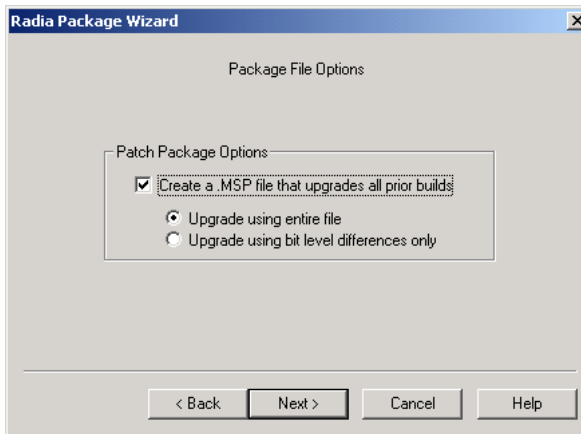 Radia Package Wizard
Package File Options
Patch Package Options
Create a .MSP file that upgrades all prior builds
Upgrade using entire file
Upgrade using bit level differences only
< Back Next > Cancel Help